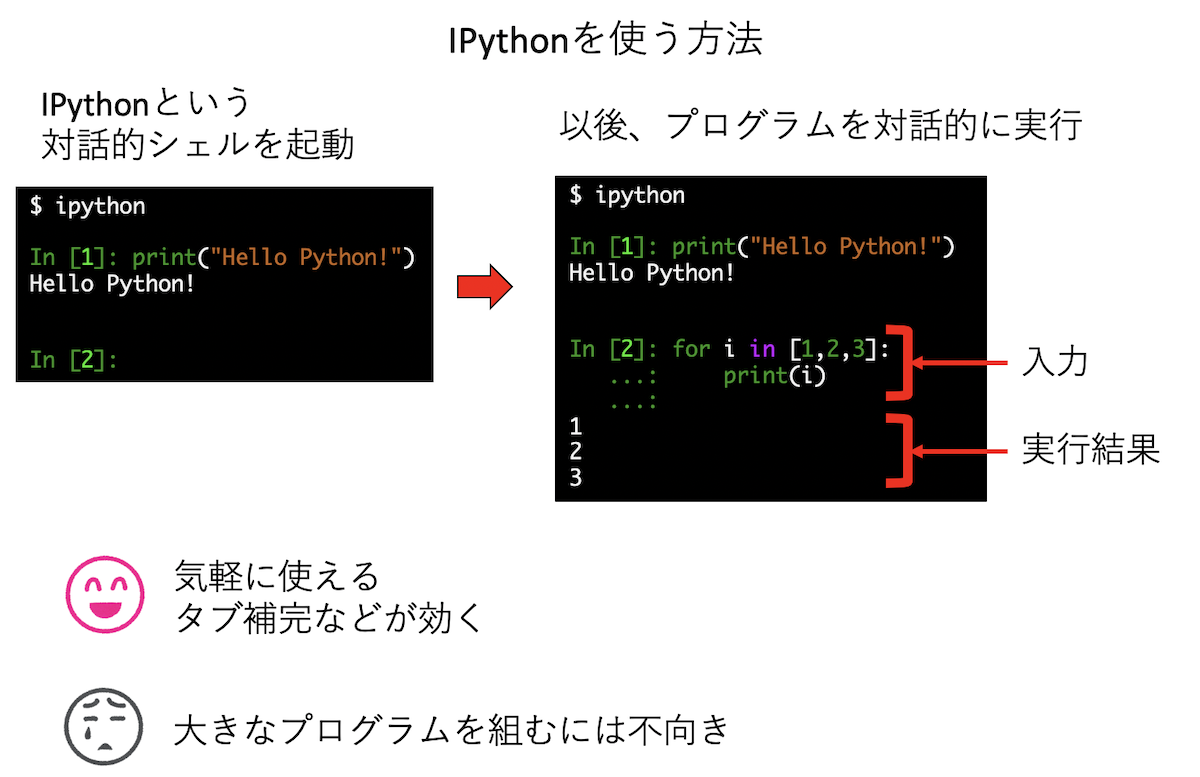 IPythonを使う方法
IPythonという
対話的シェルを起動
$ ipython
In [1]: print("Hello Python!")
Hello Python!
In [2]:
以後、プログラムを対話的に実行
$ ipython
In [1]: print("Hello Python!")
Hello Python!
In [2]: for i in [1,2,3]:
   ...:     print(i)
   ...:
1
2
3
入力
実行結果
気軽に使える
タブ補完などが効く
大きなプログラムを組むには不向き